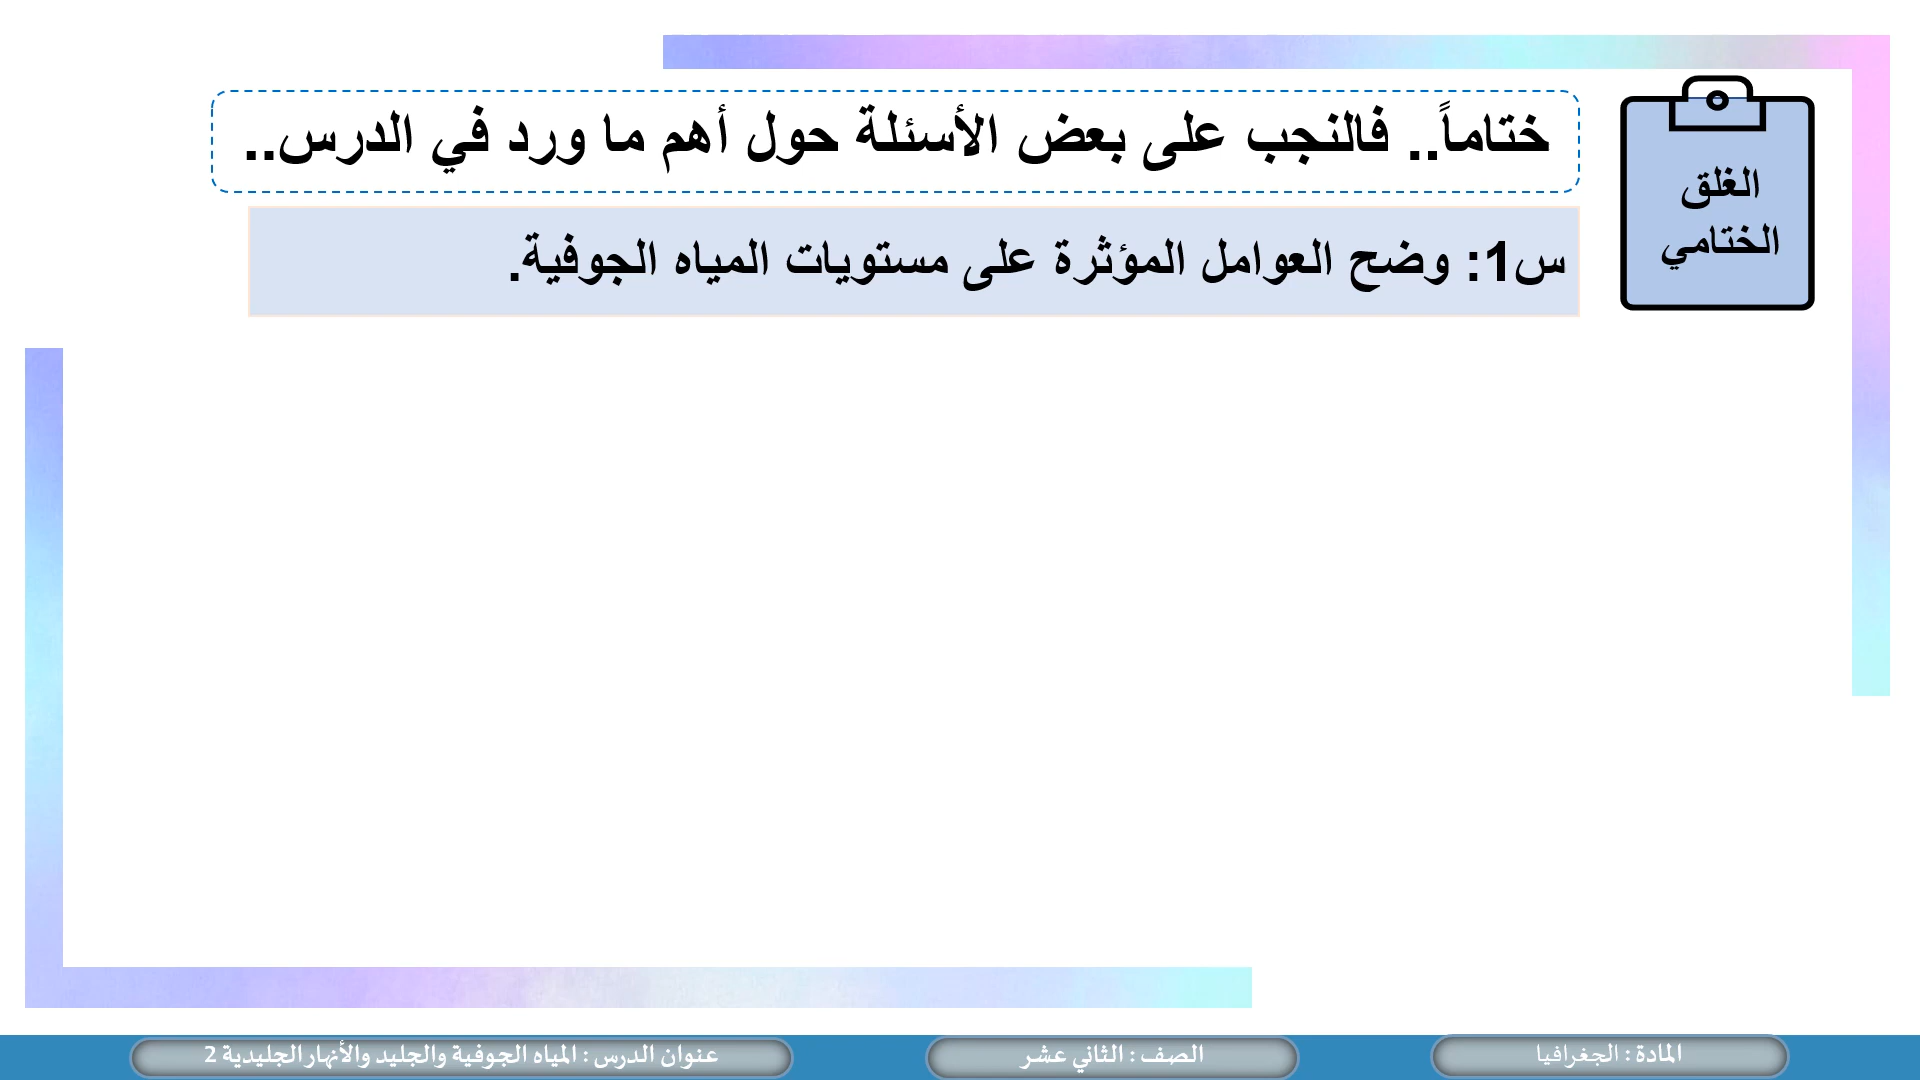 ختاماً.. فالنجب على بعض الأسئلة حول أهم ما ورد في الدرس..
الغلق
الختامي
س1: وضح العوامل المؤثرة على مستويات المياه الجوفية.
المادة : الجغرافيا
الصف : الثاني عشر
عنوان الدرس : المياه الجوفية والجليد والأنهار الجليدية 2